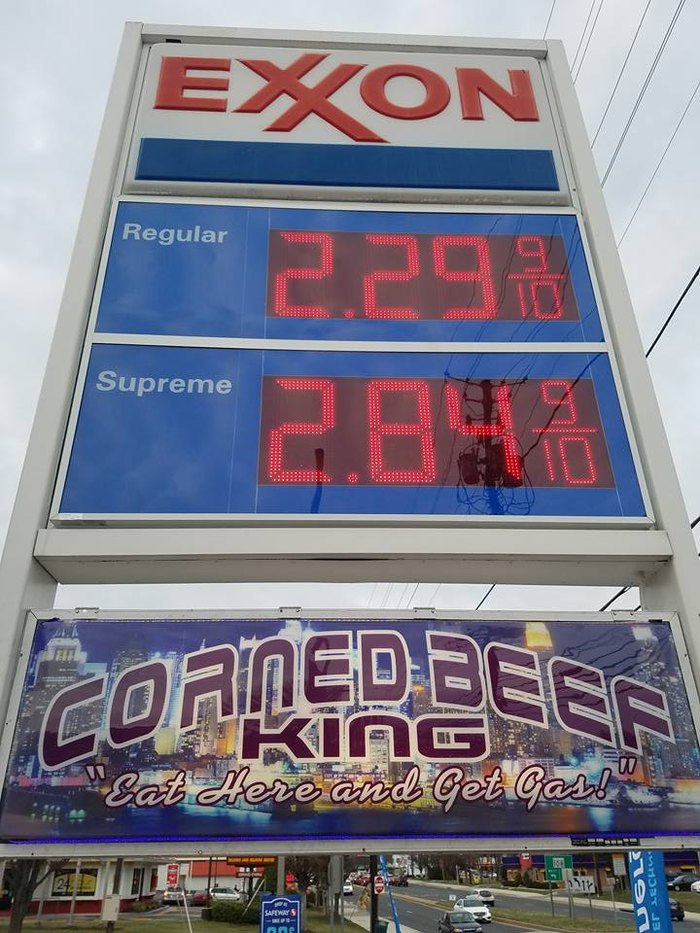 EXXON
Regular 2.29 9/10
Supreme 2.84 9/10
CORNED BEEF
KING
"Eat Here and Get Gas!"
SAFEWAY